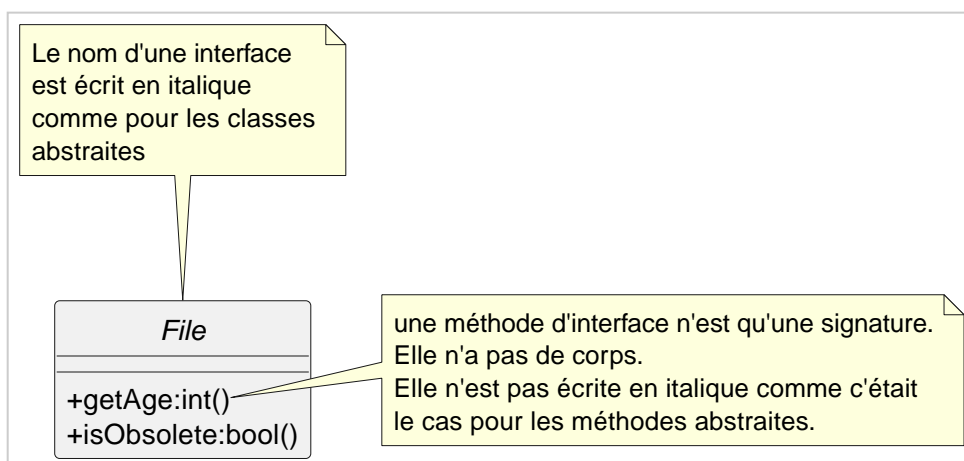 Le nom d'une interface
est écrit en italique
comme pour les classes
abstraites
File
+getAge:int()
+isObsolete:bool()
une méthode d'interface n'est qu'une signature.
Elle n'a pas de corps.
Elle n'est pas écrite en italique comme c'était
le cas pour les méthodes abstraites.